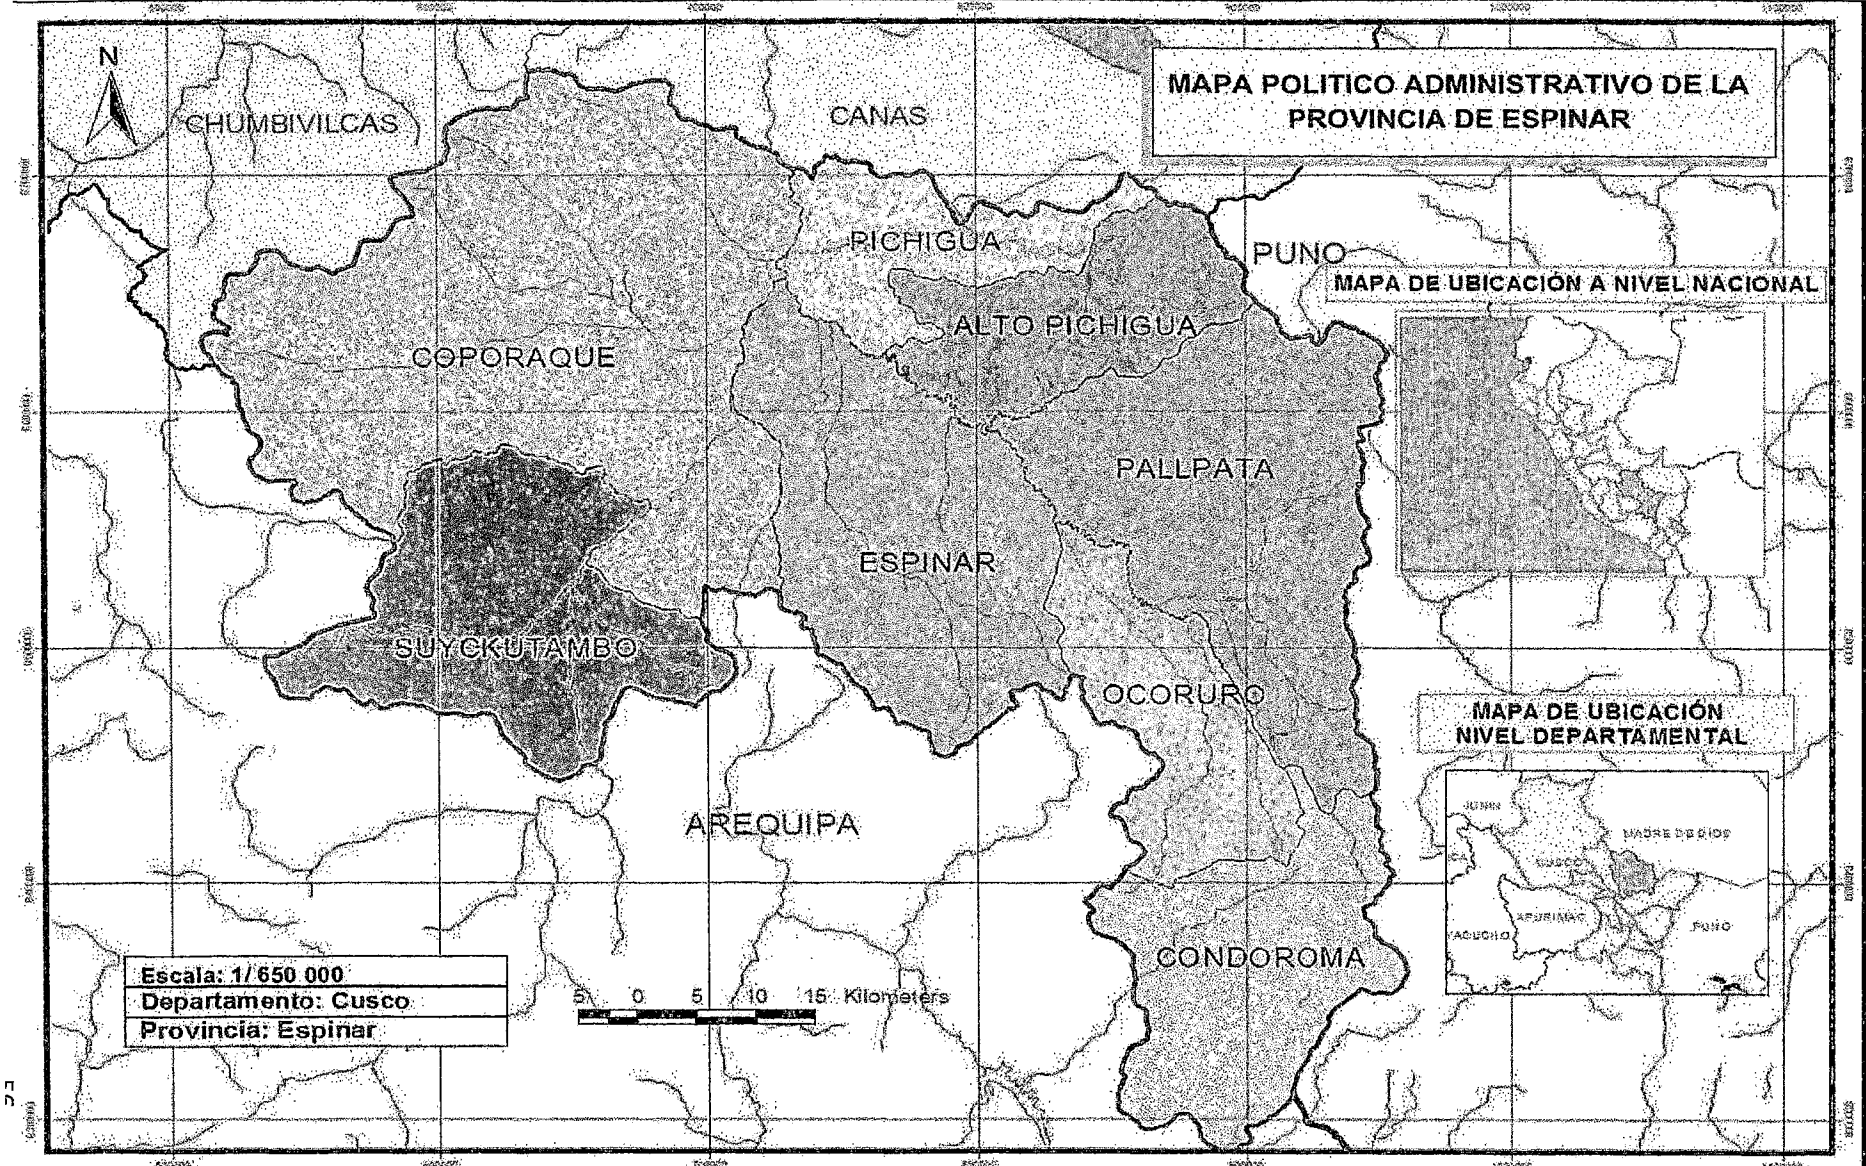 N
CHUMBIVILCAS
CANAS
MAPA POLITICO ADMINISTRATIVO DE LA
PROVINCIA DE ESPINAR
PICHIGUA
PUNO
MAPA DE UBICACIÓN A NIVEL NACIONAL
ALTO PICHIGUA
COPORAQUE
PALLPATA
ESPINAR
SUYCKUTAMBO
OCORURO
MAPA DE UBICACIÓN
NIVEL DEPARTAMENTAL
AREQUIPA
JUNIN
MADRE DE DIOS
CUSCO
APURIMAC
PUNO
ACUCHO
CONDOROMA
Escala: 1/ 650 000
Departamento: Cusco
Provincia: Espinar
5 0 5 10 15 Kilometers